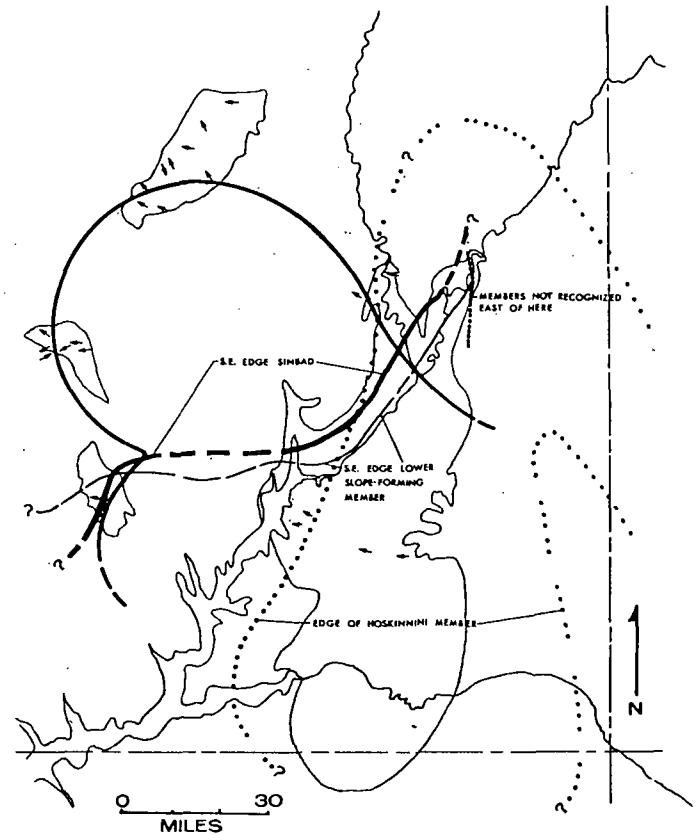 ?
?
MEMBERS NOT RECOGNIZED
EAST OF HERE
S.E. EDGE SINBAD
S.E. EDGE LOWER
SLOPE-FORMING
MEMBER
?
?
EDGE OF HOSKINNINI MEMBER
N
?
0 30
MILES
?